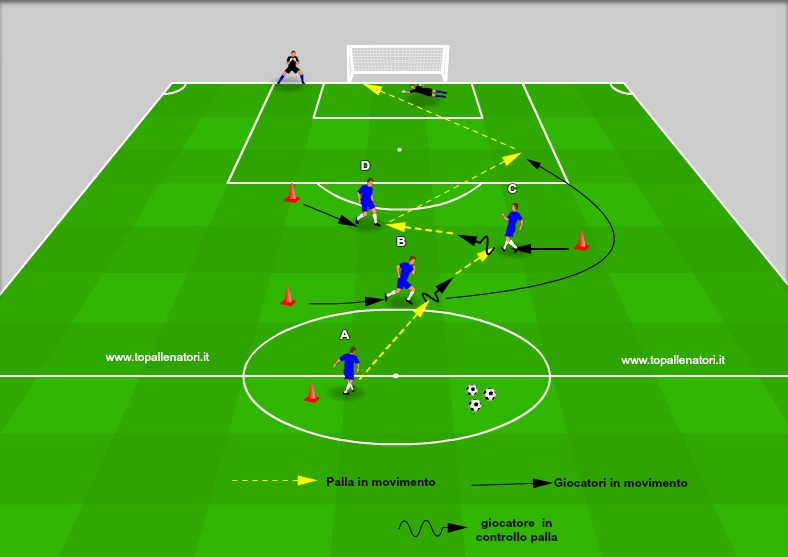 D
C
B
A
www.topallenatori.it
www.topallenatori.it
Palla in movimento
Giocatori in movimento
giocatore in
controllo palla